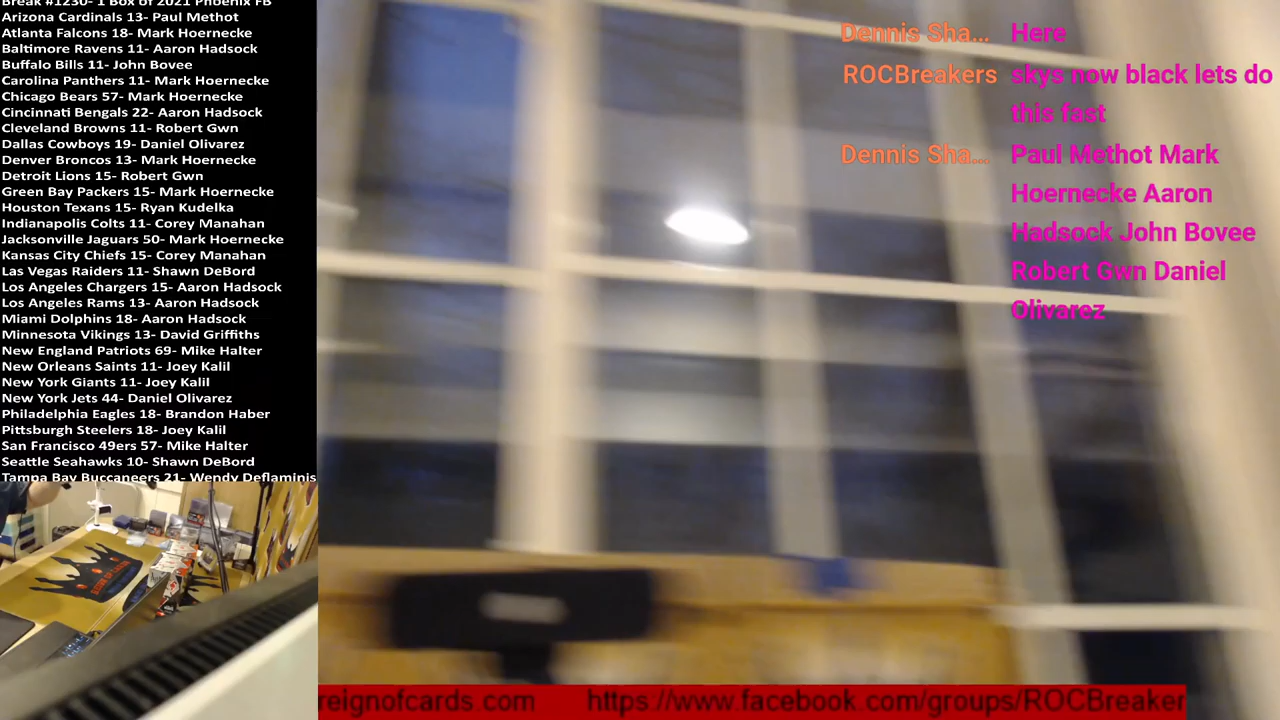 Break #1230- 1 Box of 2021 Phoenix FB
Arizona Cardinals 13- Paul Methot
Atlanta Falcons 18- Mark Hoernecke
Baltimore Ravens 11- Aaron Hadsock
Buffalo Bills 11- John Bovee
Carolina Panthers 11- Mark Hoernecke
Chicago Bears 57- Mark Hoernecke
Cincinnati Bengals 22- Aaron Hadsock
Cleveland Browns 11- Robert Gwn
Dallas Cowboys 19- Daniel Olivarez
Denver Broncos 13- Mark Hoernecke
Detroit Lions 15- Robert Gwn
Green Bay Packers 15- Mark Hoernecke
Houston Texans 15- Ryan Kudelka
Indianapolis Colts 11- Corey Manahan
Jacksonville Jaguars 50- Mark Hoernecke
Kansas City Chiefs 15- Corey Manahan
Las Vegas Raiders 11- Shawn DeBord
Los Angeles Chargers 15- Aaron Hadsock
Los Angeles Rams 13- Aaron Hadsock
Miami Dolphins 18- Aaron Hadsock
Minnesota Vikings 13- David Griffiths
New England Patriots 69- Mike Halter
New Orleans Saints 11- Joey Kalil
New York Giants 11- Joey Kalil
New York Jets 44- Daniel Olivarez
Philadelphia Eagles 18- Brandon Haber
Pittsburgh Steelers 18- Joey Kalil
San Francisco 49ers 57- Mike Halter
Seattle Seahawks 10- Shawn DeBord
Tampa Bay Buccaneers 21- Wendy Deflaminis
Dennis Sha... Here
ROCBreakers skys now black lets do
this fast
Dennis Sha... Paul Methot Mark
Hoernecke Aaron
Hadsock John Bovee
Robert Gwn Daniel
Olivarez
reignofcards.com https://www.facebook.com/groups/ROCBreaker